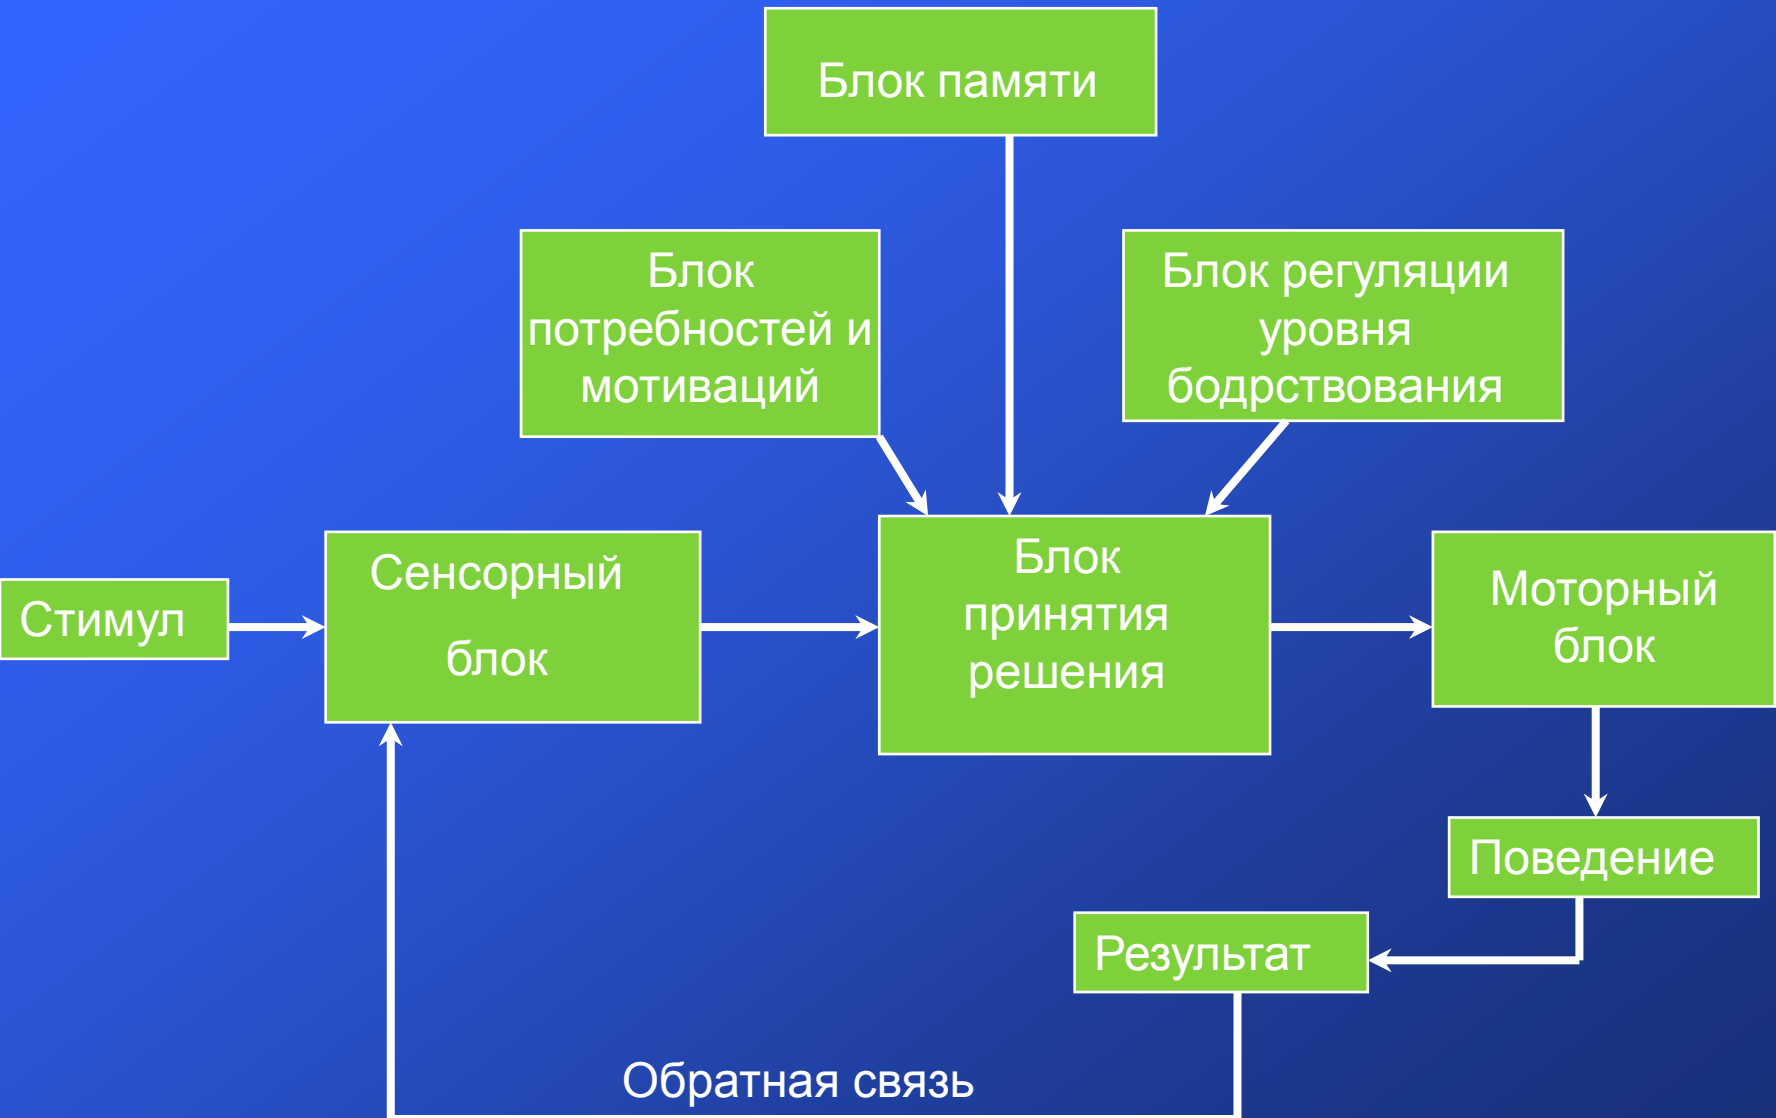 Блок памяти
Блок
потребностей и
мотиваций
Блок регуляции
уровня
бодрствования
Стимул
Сенсорный
блок
Блок
принятия
решения
Моторный
блок
Поведение
Результат
Обратная связь